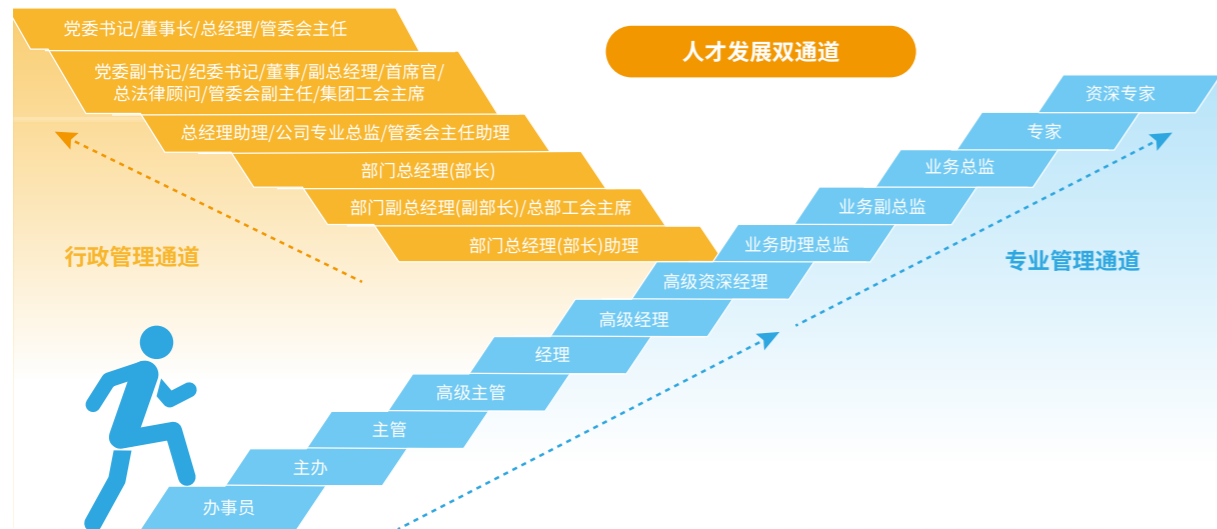 人才发展双通道
党委书记/董事长/总经理/管委会主任
党委副书记/纪委书记/董事/副总经理/首席官/
总法律顾问/管委会副主任/集团工会主席
总经理助理/公司专业总监/管委会主任助理
部门总经理(部长)
部门副总经理(副部长)/总部工会主席
部门总经理(部长)助理
行政管理通道
资深专家
专家
业务总监
业务副总监
业务助理总监
高级资深经理
高级经理
经理
高级主管
主管
主办
办事员
专业管理通道